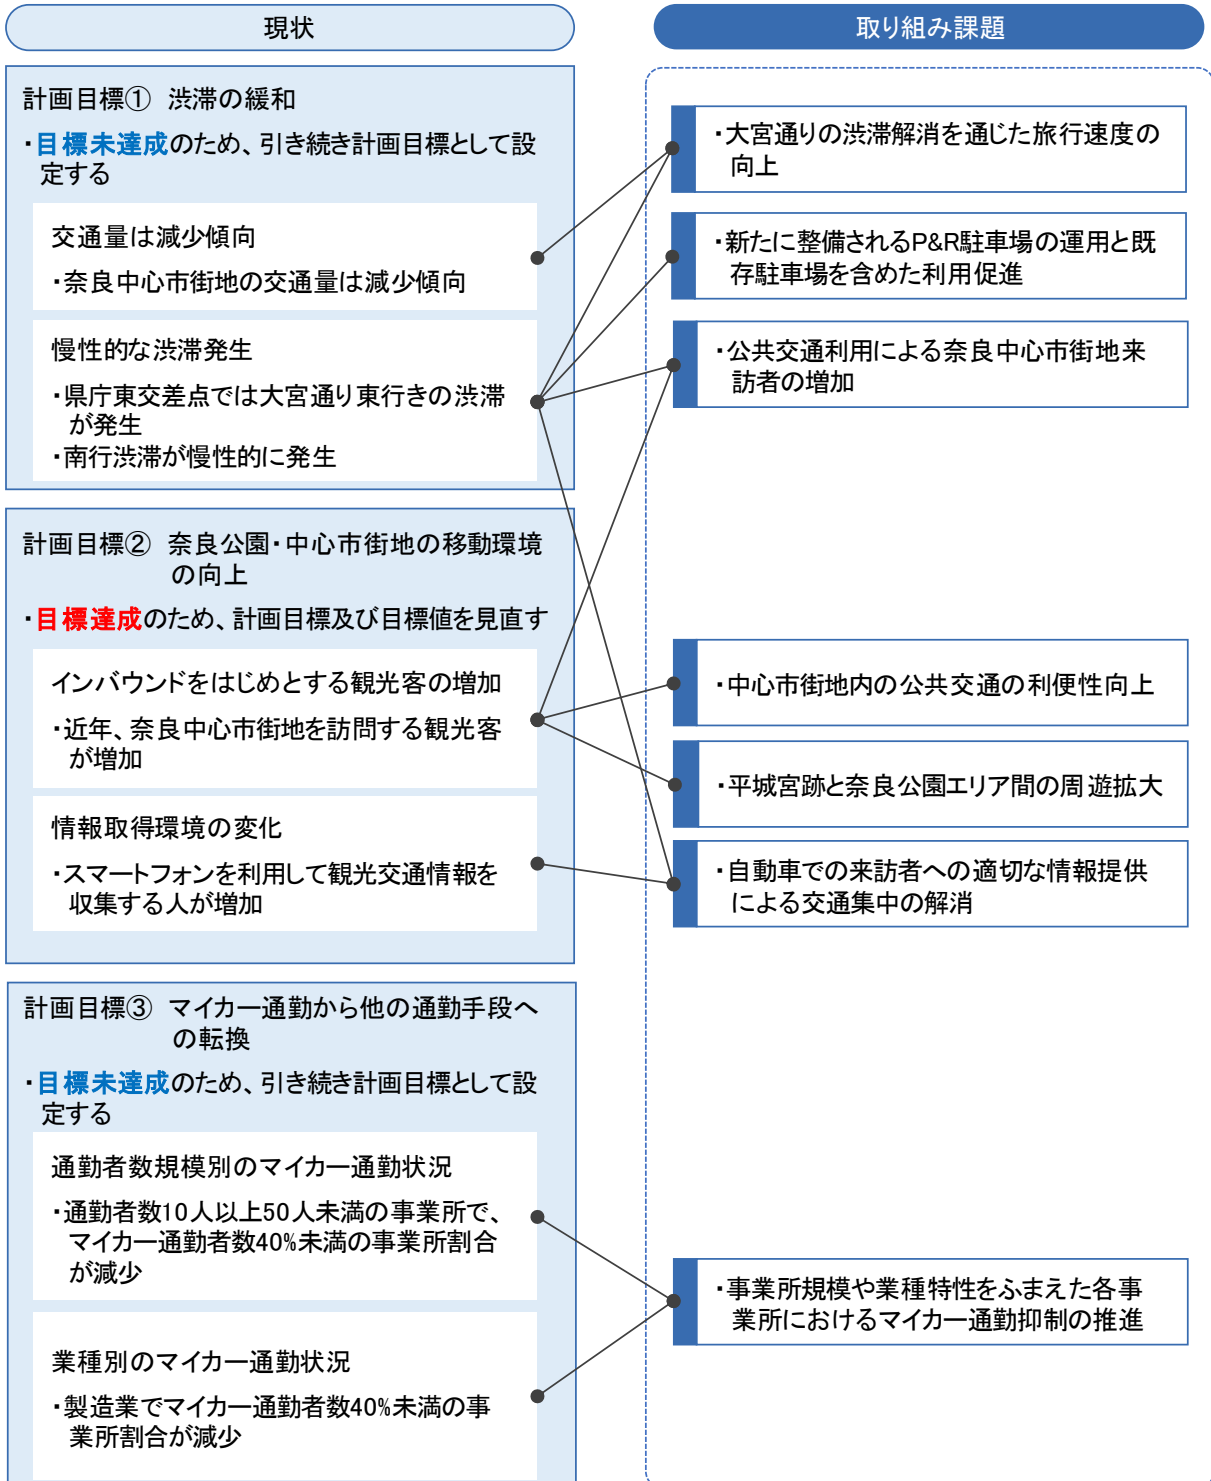 現状
計画目標① 渋滞の緩和
・目標未達成のため、引き続き計画目標として設
定する
交通量は減少傾向
・奈良中心市街地の交通量は減少傾向
慢性的な渋滞発生
・県庁東交差点では大宮通り東行きの渋滞
が発生
・南行渋滞が慢性的に発生
計画目標② 奈良公園・中心市街地の移動環境
の向上
・目標達成のため、計画目標及び目標値を見直す
インバウンドをはじめとする観光客の増加
・近年、奈良中心市街地を訪問する観光客
が増加
情報取得環境の変化
・スマートフォンを利用して観光交通情報を
収集する人が増加
計画目標③ マイカー通勤から他の通勤手段へ
の転換
・目標未達成のため、引き続き計画目標として設
定する
通勤者数規模別のマイカー通勤状況
・通勤者数10人以上50人未満の事業所で、
マイカー通勤者数40%未満の事業所割合
が減少
業種別のマイカー通勤状況
・製造業でマイカー通勤者数40%未満の事
業所割合が減少
取り組み課題
・大宮通りの渋滞解消を通じた旅行速度の
向上
・新たに整備されるP&R駐車場の運用と既
存駐車場を含めた利用促進
・公共交通利用による奈良中心市街地来
訪者の増加
・中心市街地内の公共交通の利便性向上
・平城宮跡と奈良公園エリア間の周遊拡大
・自動車での来訪者への適切な情報提供
による交通集中の解消
・事業所規模や業種特性をふまえた各事
業所におけるマイカー通勤抑制の推進